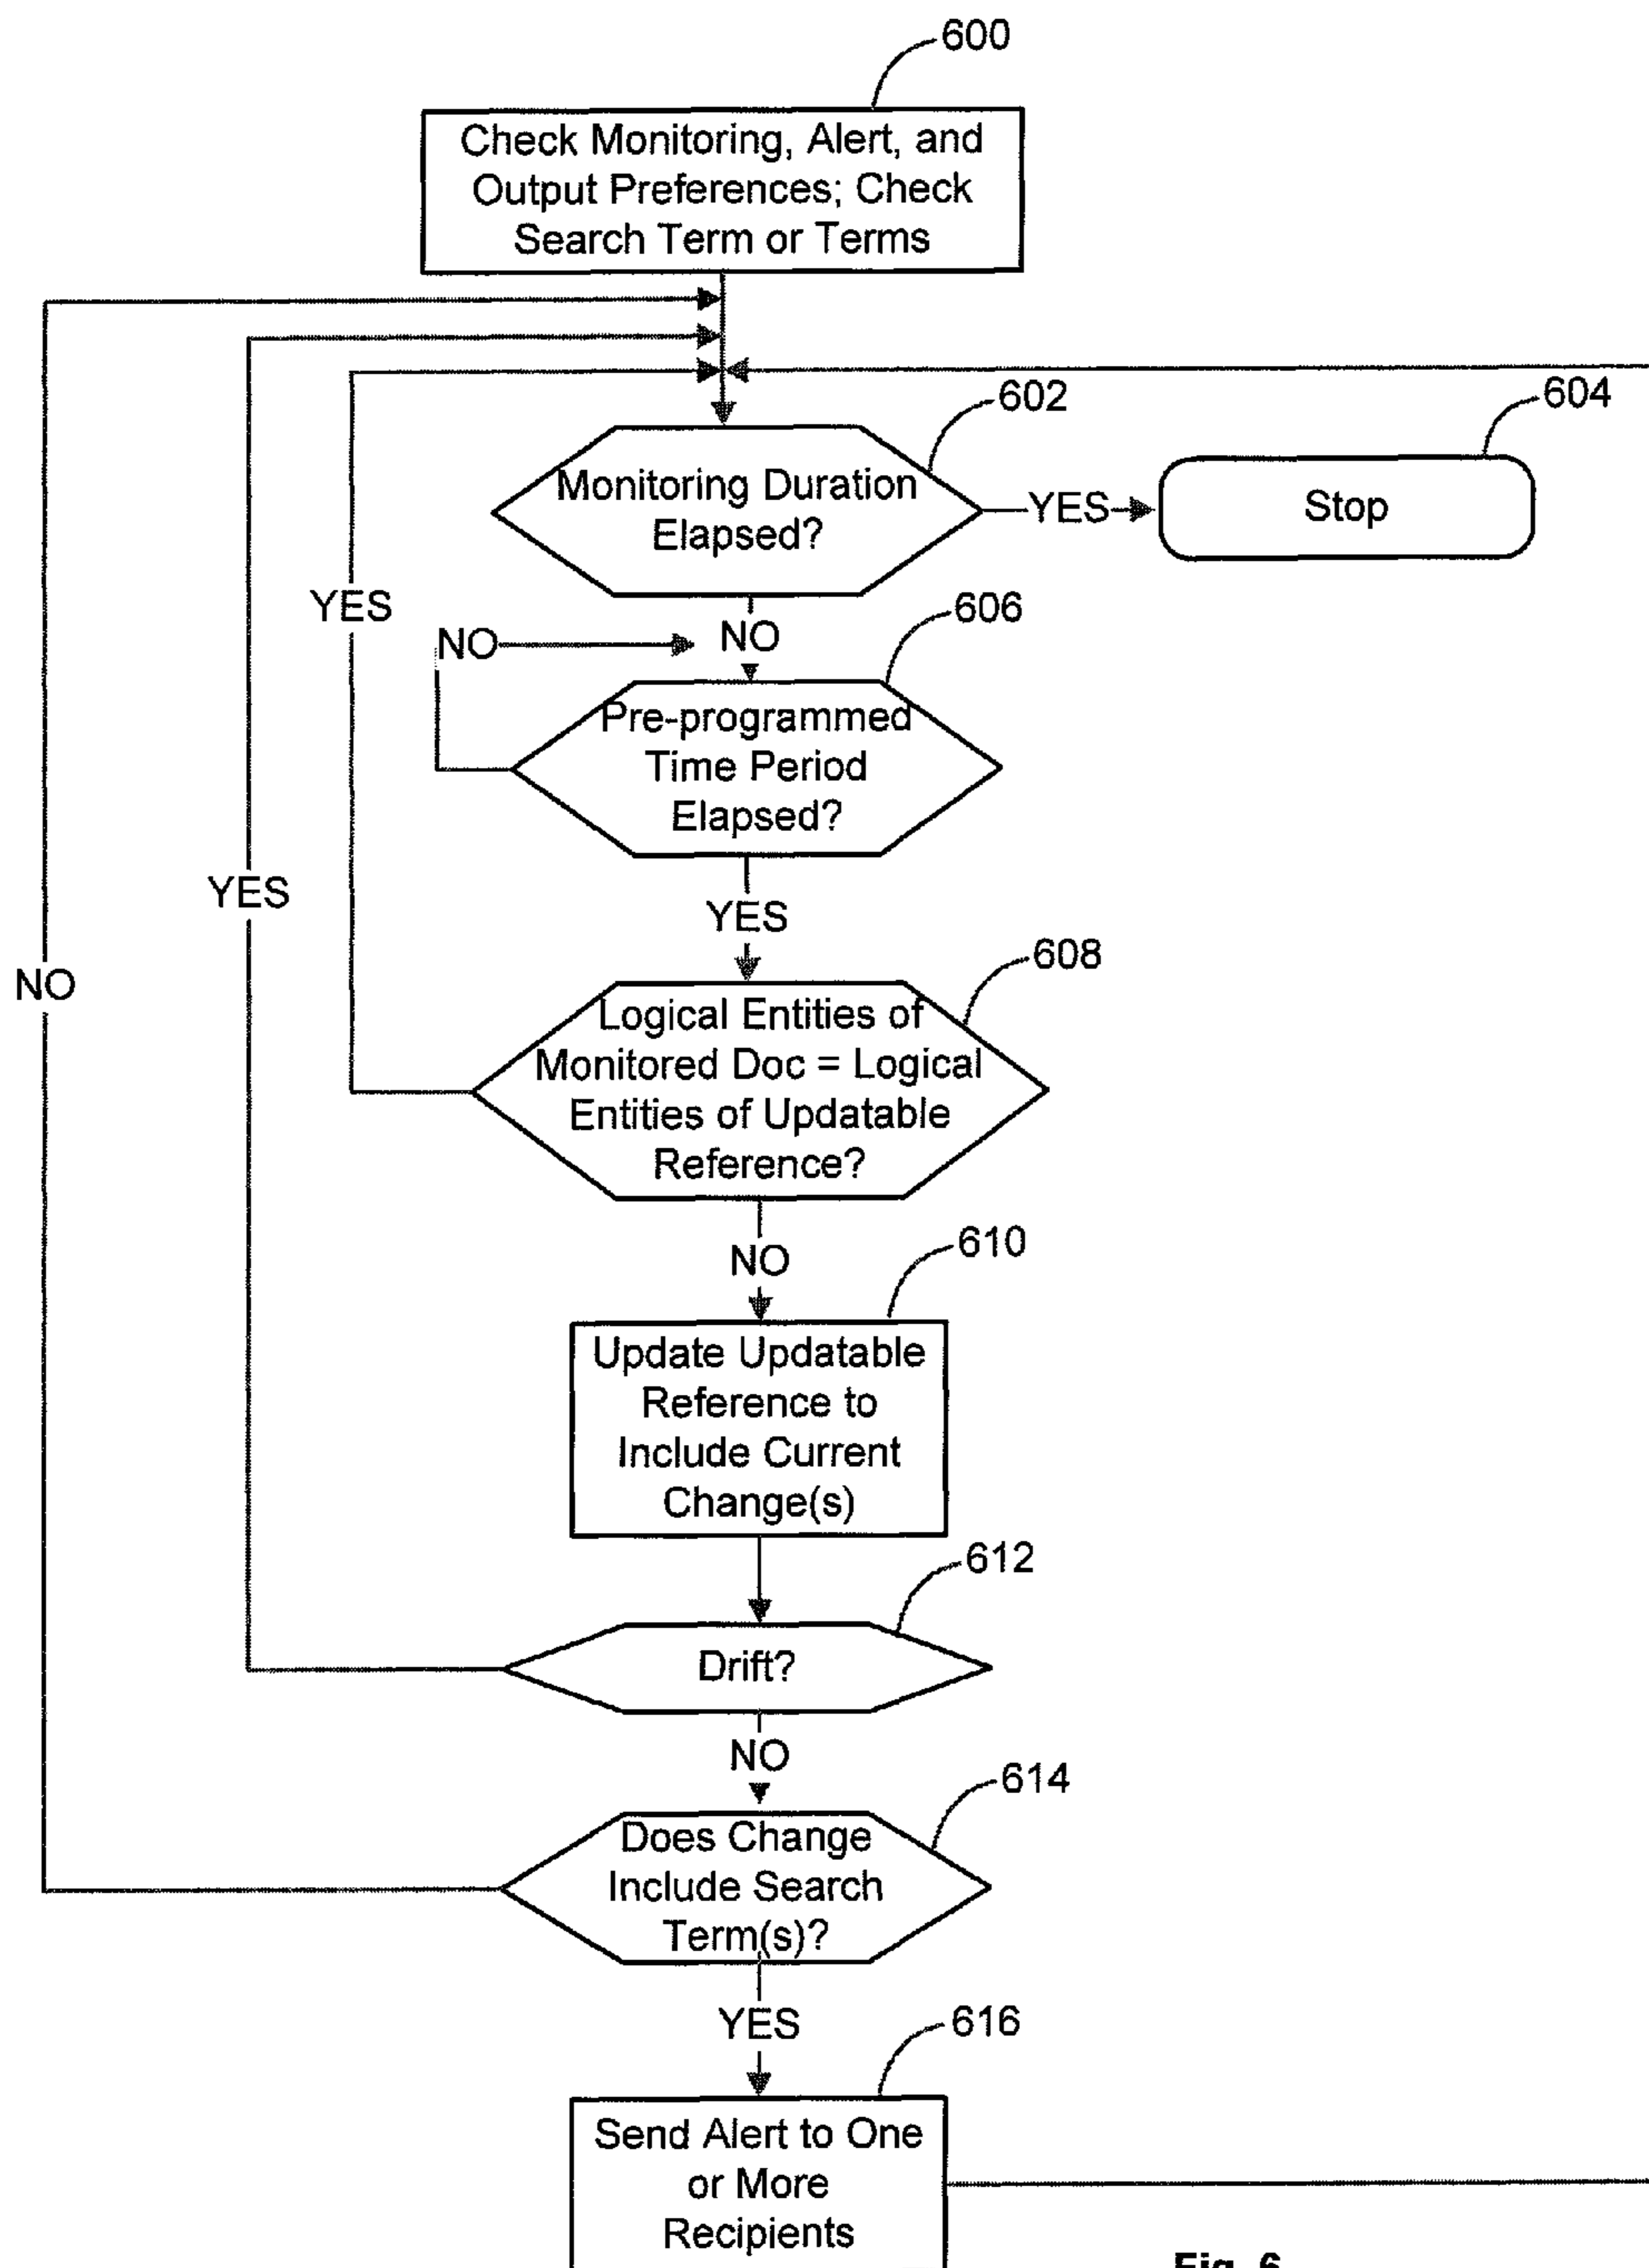 600
Check Monitoring, Alert, and
Output Preferences; Check
Search Term or Terms
602
604
Monitoring Duration
Elapsed?
YES
Stop
YES
606
NO
NO
Pre-programmed
Time Period
Elapsed?
YES
YES
608
NO
Logical Entities of
Monitored Doc = Logical
Entities of Updatable
Reference?
NO
610
Update Updatable
Reference to
Include Current
Change(s)
612
Drift?
NO
614
Does Change
Include Search
Term(s)?
YES
616
Send Alert to One
or More
Recipients
Fig. 6